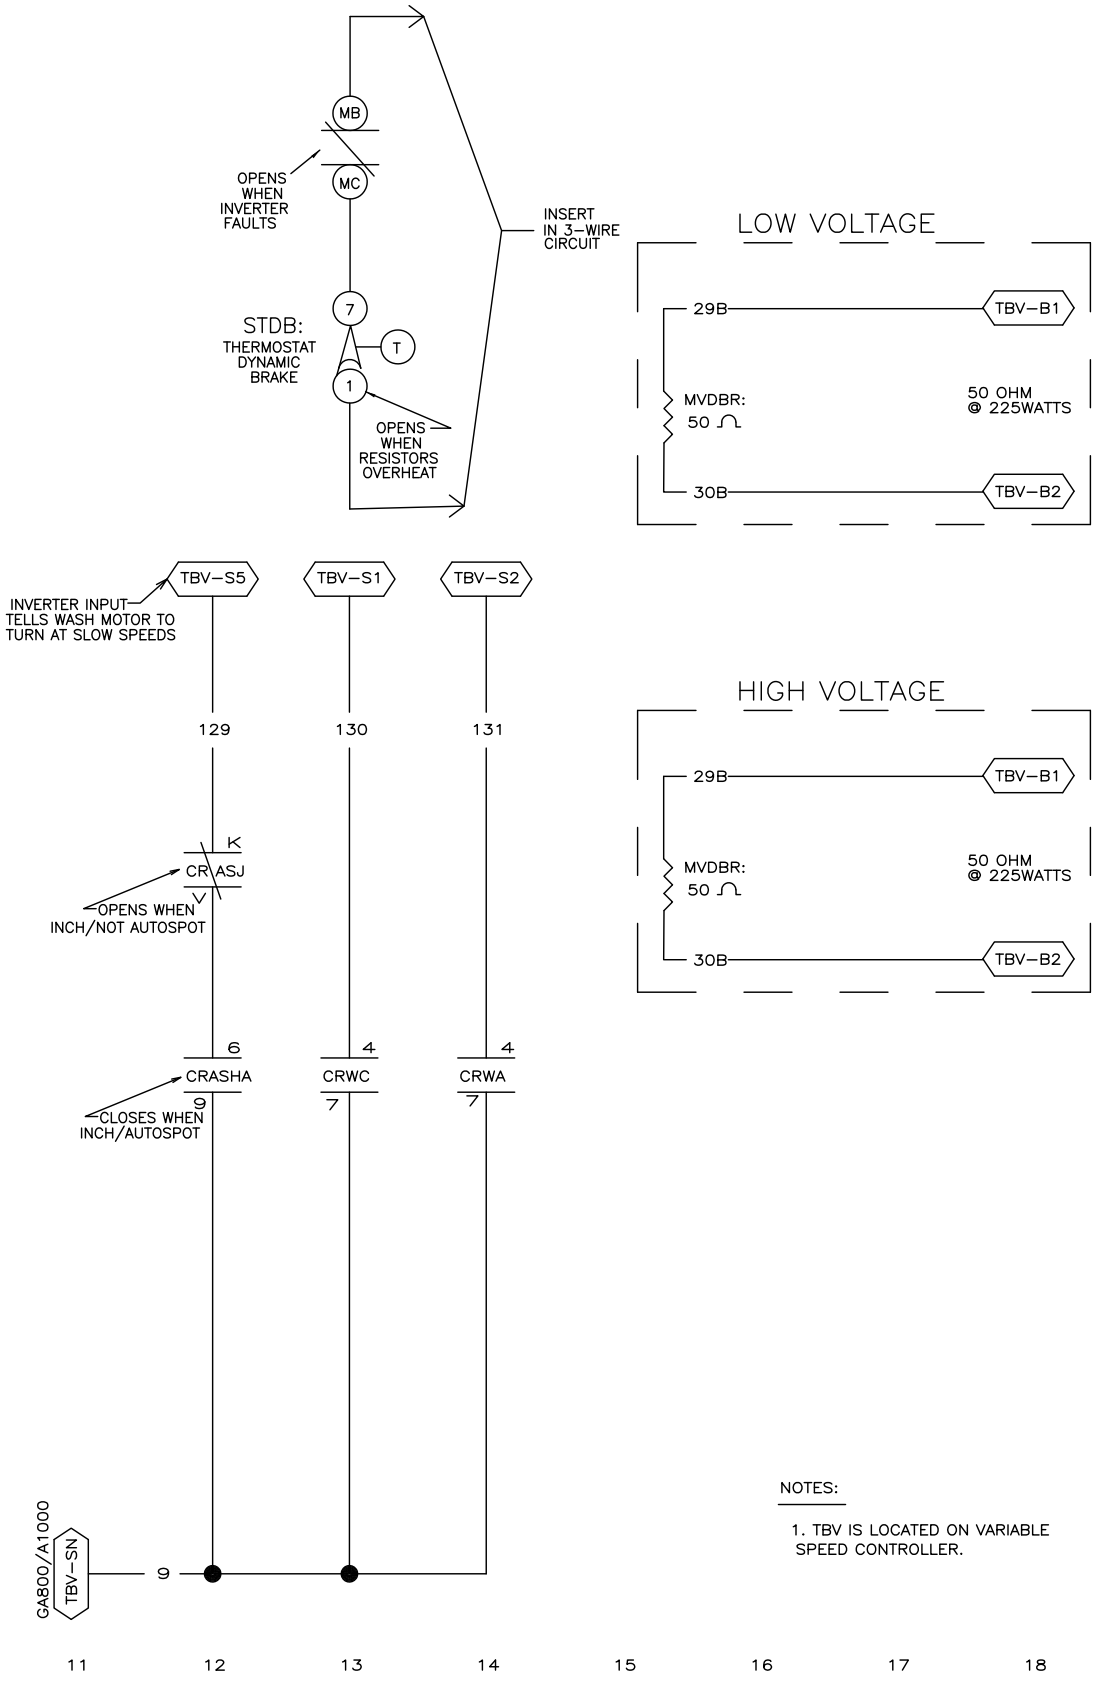 MB
MC
OPENS
WHEN
INVERTER
FAULTS
INSERT
IN 3-WIRE
CIRCUIT
7
STDB:
THERMOSTAT
DYNAMIC
BRAKE
T
1
OPENS
WHEN
RESISTORS
OVERHEAT
LOW VOLTAGE
29B
TBV-B1
MVDBR:
50 Ω
50 OHM
@ 225WATTS
30B
TBV-B2
TBV-S5
TBV-S1
TBV-S2
INVERTER INPUT
TELLS WASH MOTOR TO
TURN AT SLOW SPEEDS
129
130
131
HIGH VOLTAGE
29B
TBV-B1
MVDBR:
50 Ω
50 OHM
@ 225WATTS
30B
TBV-B2
K
CRASJ
V
OPENS WHEN
INCH/NOT AUTOSPOT
6
CRASHA
9
CLOSES WHEN
INCH/AUTOSPOT
4
CRWC
7
4
CRWA
7
NOTES:
1. TBV IS LOCATED ON VARIABLE
SPEED CONTROLLER.
GA800/A1000
TBV-SN
9
11 12 13 14 15 16 17 18